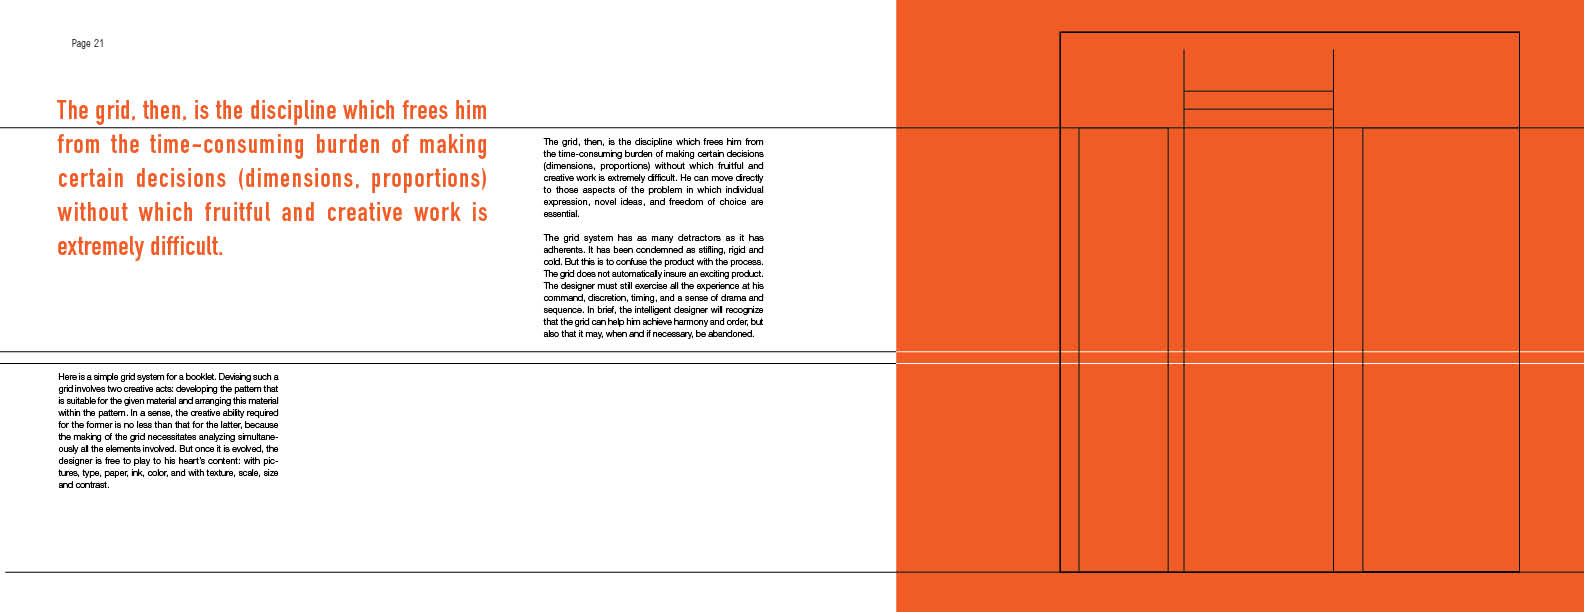 Page 21
The grid, then, is the discipline which frees him
from the time-consuming burden of making
certain decisions (dimensions, proportions)
without which fruitful and creative work is
extremely difficult.
The grid, then, is the discipline which frees him from
the time-consuming burden of making certain decisions
(dimensions, proportions) without which fruitful and
creative work is extremely difficult. He can move directly
to those aspects of the problem in which individual
expression, novel ideas, and freedom of choice are
essential.
The grid system has as many detractors as it has
adherents. It has been condemned as stifling, rigid and
cold. But this is to confuse the product with the process.
The grid does not automatically insure an exciting product.
The designer must still exercise all the experience at his
command, discretion, timing, and a sense of drama and
sequence. In brief, the intelligent designer will recognize
that the grid can help him achieve harmony and order, but
also that it may, when and if necessary, be abandoned.
Here is a simple grid system for a booklet. Devising such a
grid involves two creative acts: developing the pattern that
is suitable for the given material and arranging this material
within the pattern. In a sense, the creative ability required
for the former is no less than that for the latter, because
the making of the grid necessitates analyzing simultane-
ously all the elements involved. But once it is evolved, the
designer is free to play to his heart's content: with pic-
tures, type, paper, ink, color, and with texture, scale, size
and contrast.